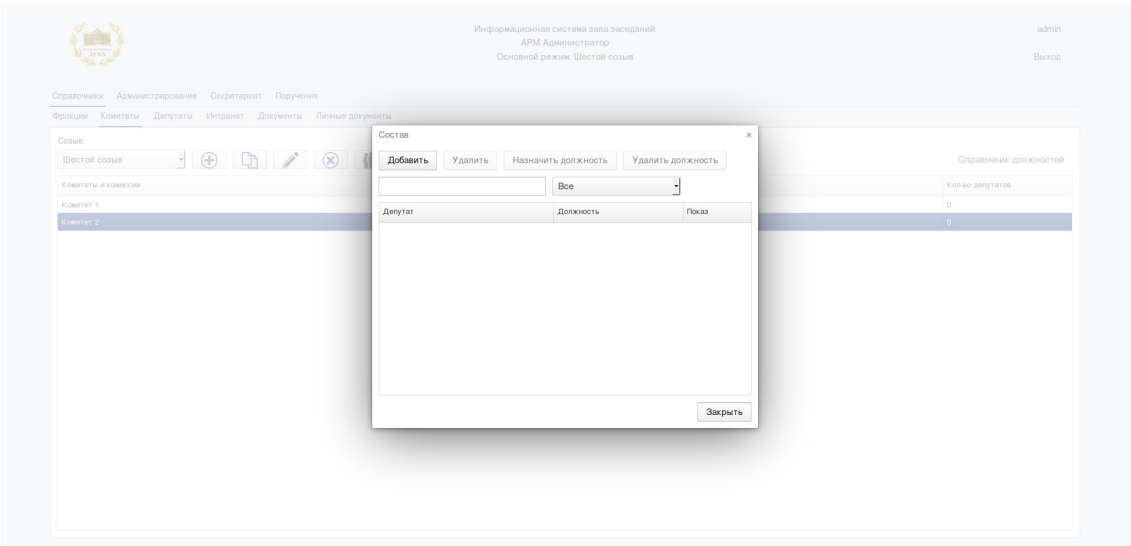 Информационная система зала заседаний
АРМ Администратор
Основной режим. Шестой созыв
admin
Выход
ДУМА
Справочники Администрирование Секретариат Поручения
Фракции Комитеты Депутаты Интранет Документы Личные документы
Созыв:
Шестой созыв
Справочник должностей
Комитеты и комиссии Кол-во депутатов
Комитет 1 0
Комитет 2 0
Состав x
Добавить Удалить Назначить должность Удалить должность
Все
Депутат Должность Показ
Закрыть